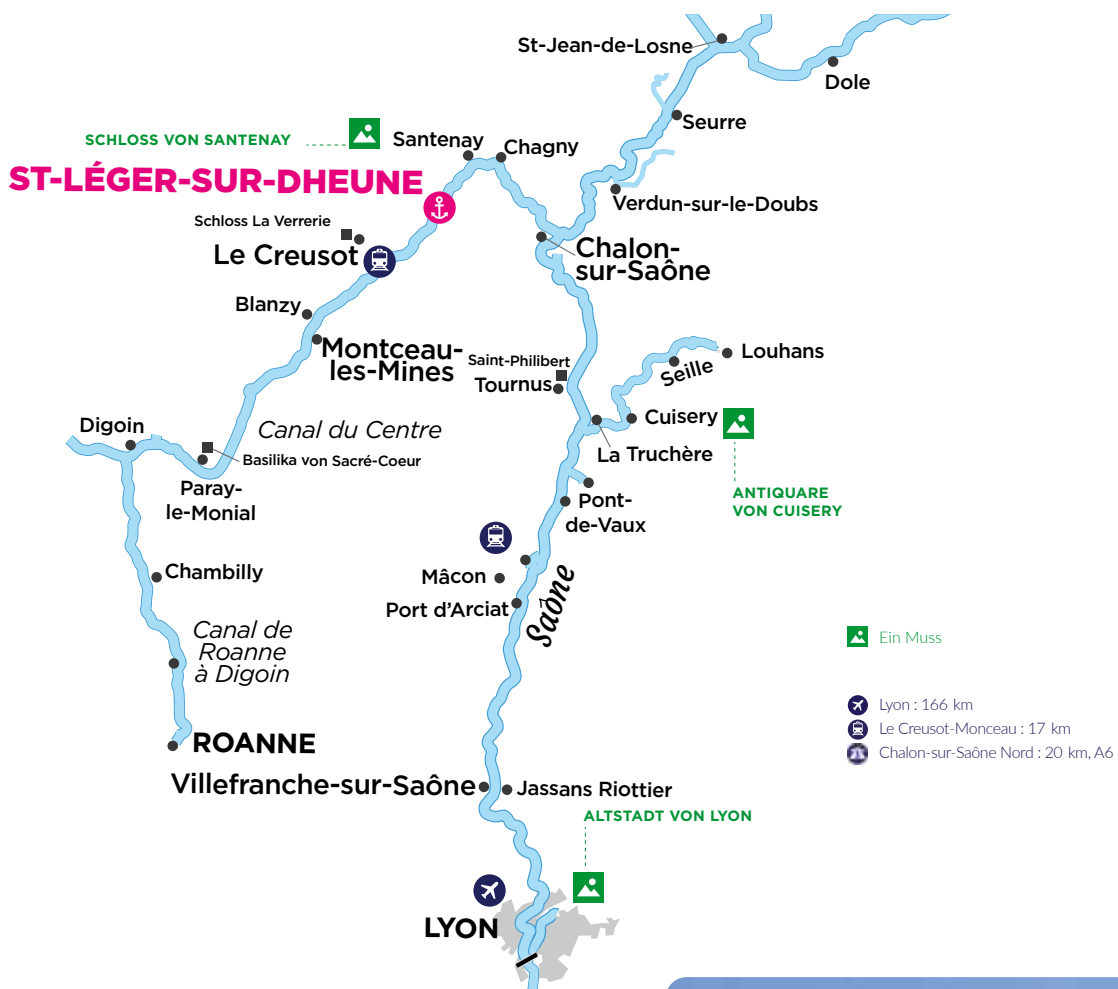 St-Jean-de-Losne
Dole
Seurre
SCHLOSS VON SANTENAY
Santenay
Chagny
ST-LÉGER-SUR-DHEUNE
Verdun-sur-le-Doubs
Schloss La Verrerie
Le Creusot
Chalon-
sur-Saône
Blanzy
Montceau-
les-Mines
Saint-Philibert
Tournus
Louhans
Seille
Cuisery
Digoin
Canal du Centre
La Truchère
Basilika von Sacré-Coeur
Paray-
le-Monial
ANTIQUARE
VON CUISERY
Pont-
de-Vaux
Chambilly
Mâcon
Port d'Arciat
Saône
Canal de
Roanne
à Digoin
Ein Muss
Lyon : 166 km
Le Creusot-Monceau : 17 km
Chalon-sur-Saône Nord : 20 km, A6
ROANNE
Villefranche-sur-Saône
Jassans Riottier
ALTSTADT VON LYON
LYON